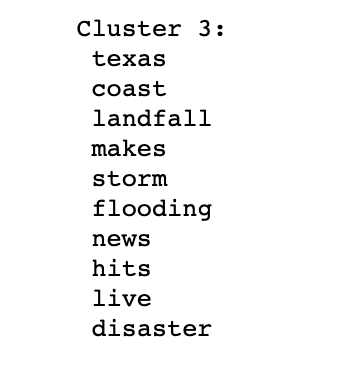 Cluster 3:
texas
coast
landfall
makes
storm
flooding
news
hits
live
disaster